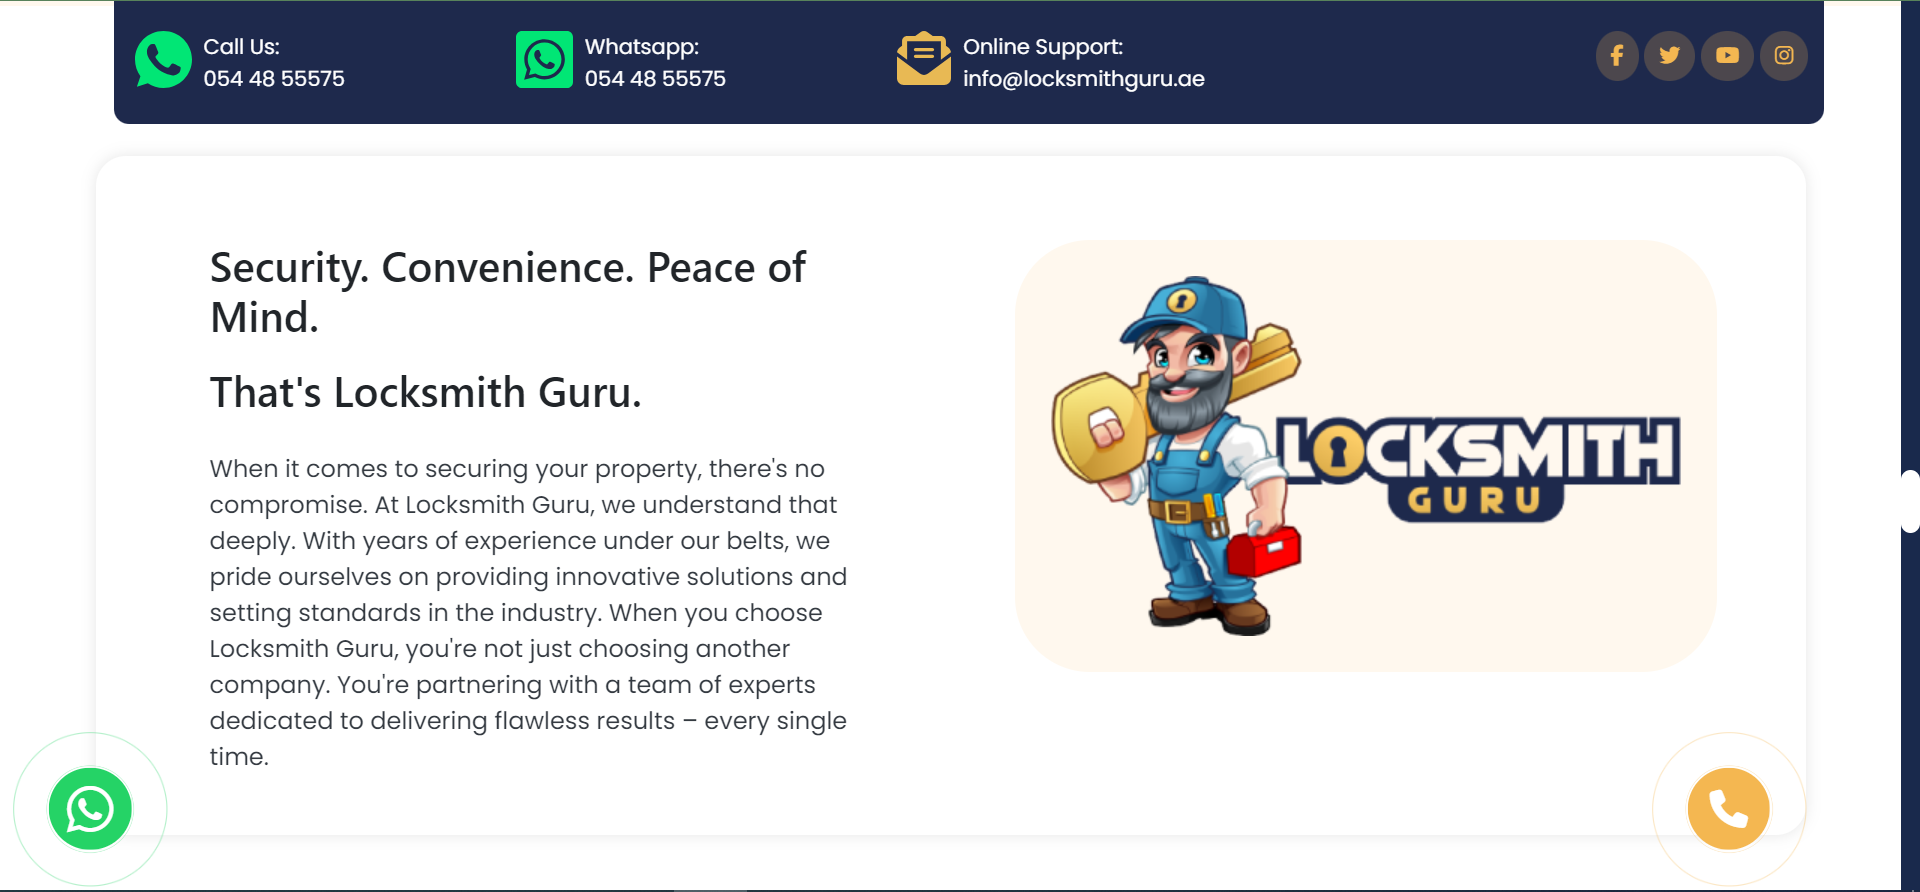 Call Us:
054 48 55575
Whatsapp:
054 48 55575
Online Support:
info@locksmithguru.ae
Security. Convenience. Peace of
Mind.
That's Locksmith Guru.
When it comes to securing your property, there's no
compromise. At Locksmith Guru, we understand that
deeply. With years of experience under our belts, we
pride ourselves on providing innovative solutions and
setting standards in the industry. When you choose
Locksmith Guru, you're not just choosing another
company. You're partnering with a team of experts
dedicated to delivering flawless results – every single
time.
LOCKSMITH
GURU